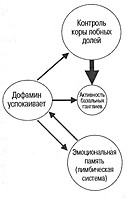 Контроль
коры лобных
долей
Дофамин
успокаивает
Активность
базальных
ганглиев
Эмоциональная
память
(лимбическая
система)